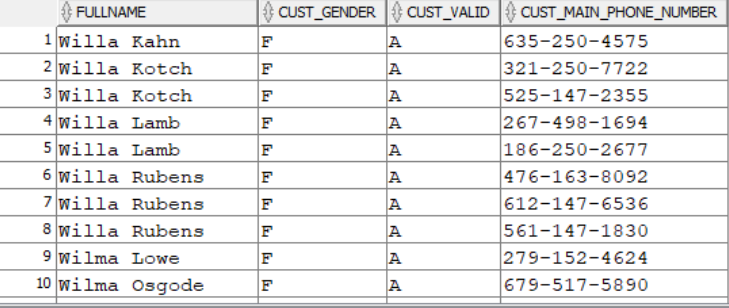 FULLNAME CUST_GENDER CUST_VALID CUST_MAIN_PHONE_NUMBER
1 Willa Kahn F A 635-250-4575
2 Willa Kotch F A 321-250-7722
3 Willa Kotch F A 525-147-2355
4 Willa Lamb F A 267-498-1694
5 Willa Lamb F A 186-250-2677
6 Willa Rubens F A 476-163-8092
7 Willa Rubens F A 612-147-6536
8 Willa Rubens F A 561-147-1830
9 Wilma Lowe F A 279-152-4624
10 Wilma Osgode F A 679-517-5890